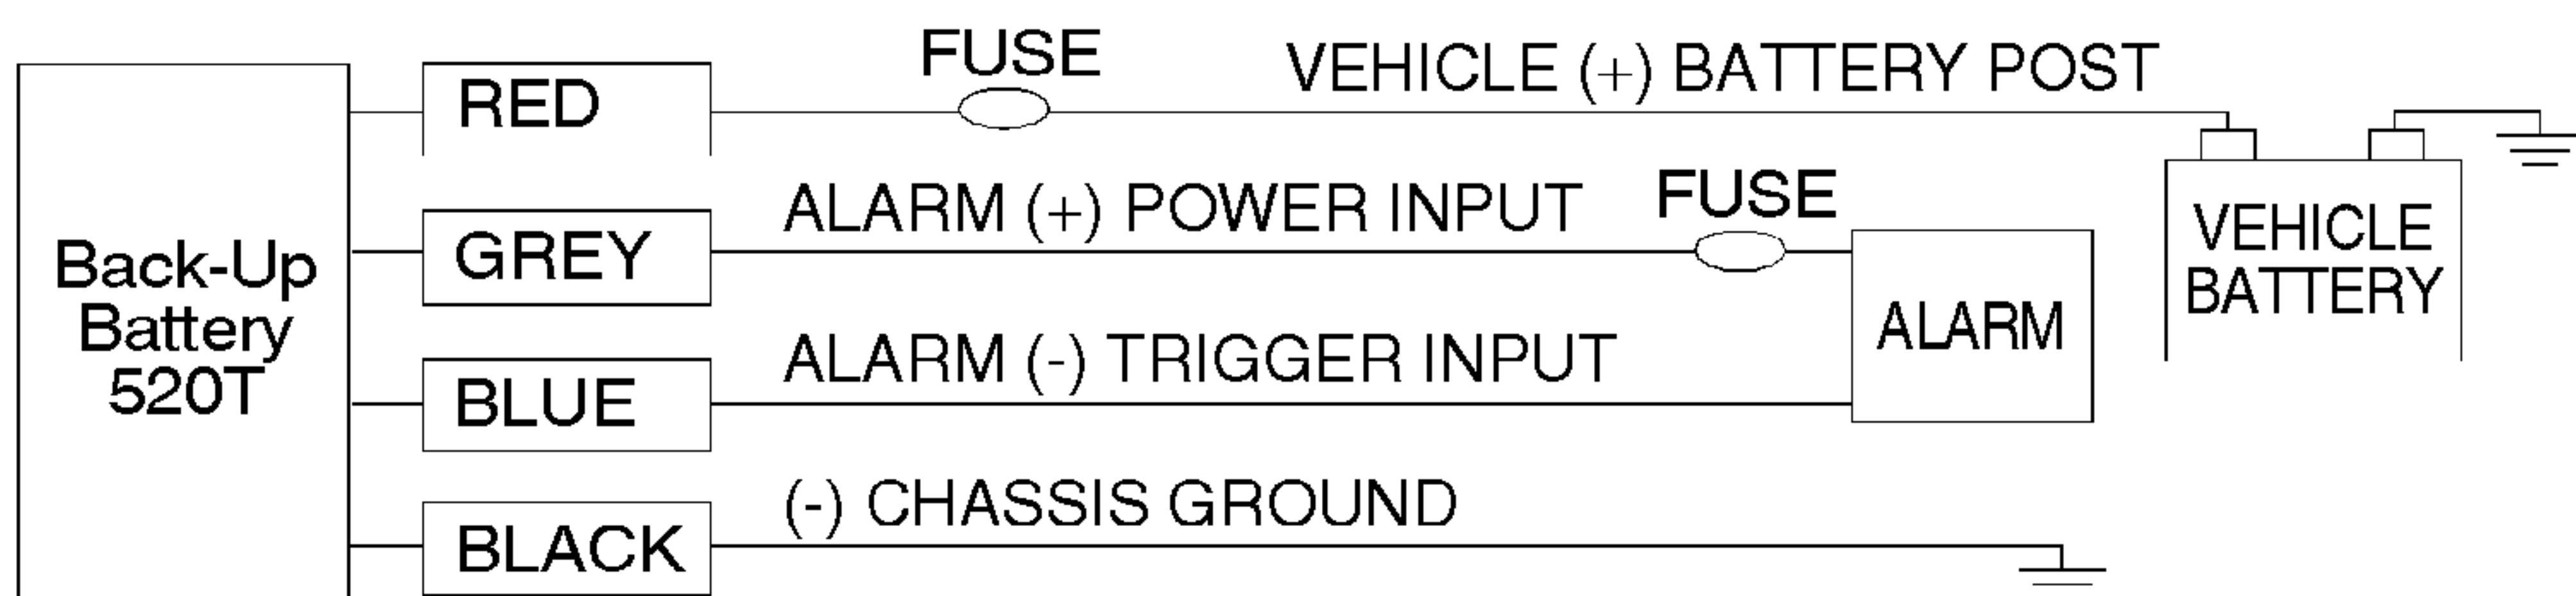 Back-Up
Battery
520T
RED
FUSE
VEHICLE (+) BATTERY POST
GREY
ALARM (+) POWER INPUT
FUSE
BLUE
ALARM (-) TRIGGER INPUT
BLACK
(-) CHASSIS GROUND
ALARM
VEHICLE
BATTERY